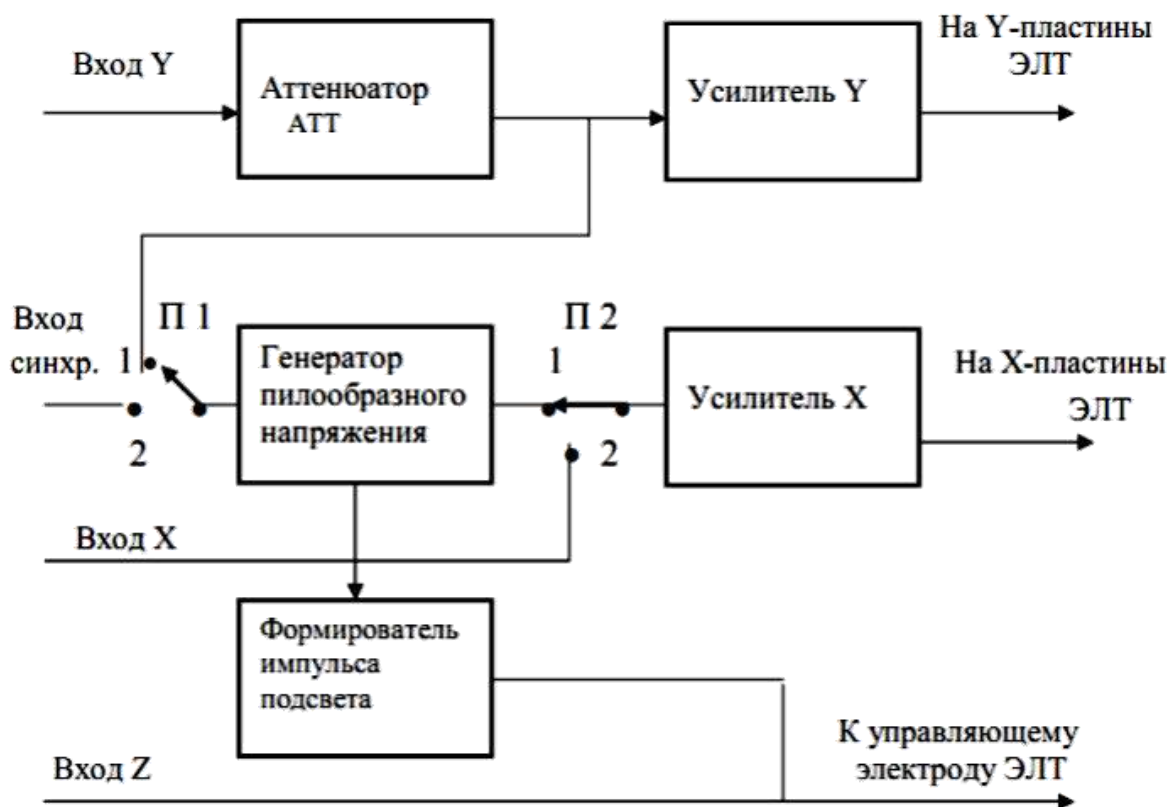 Вход Y
Аттенюатор
АТТ
Усилитель Y
На Y-пластины
ЭЛТ
Вход
синхр.
1
П 1
2
Генератор
пилообразного
напряжения
П 2
1
2
Усилитель X
На X-пластины
ЭЛТ
Вход X
Формирователь
импульса
подсвета
Вход Z
К управляющему
электроду ЭЛТ